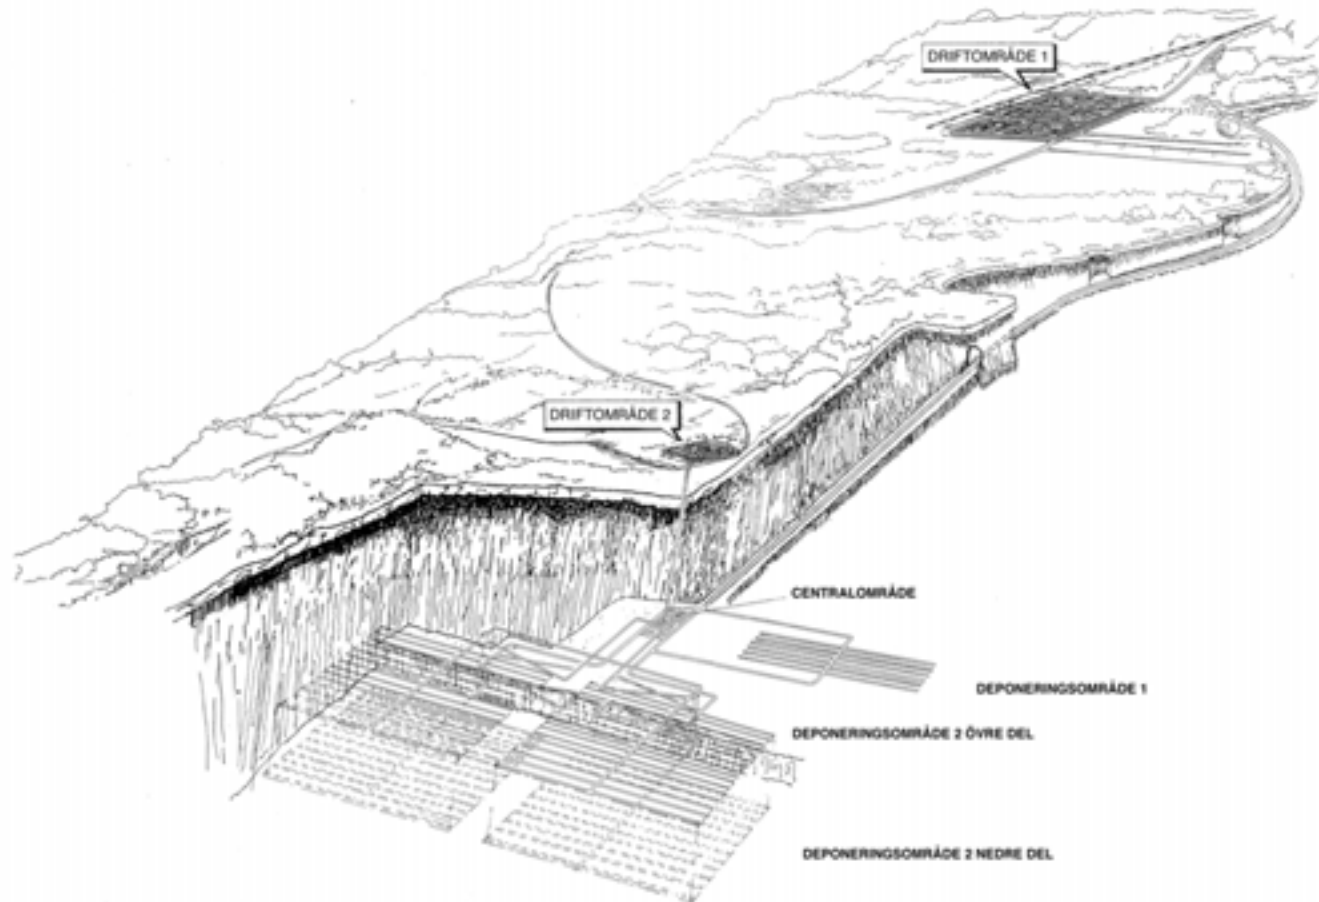 DRIFTOMRÅDE 1
DRIFTOMRÅDE 2
CENTRALOMRÅDE
DEPONERINGSOMRÅDE 1
DEPONERINGSOMRÅDE 2 ÖVRE DEL
DEPONERINGSOMRÅDE 2 NEDRE DEL